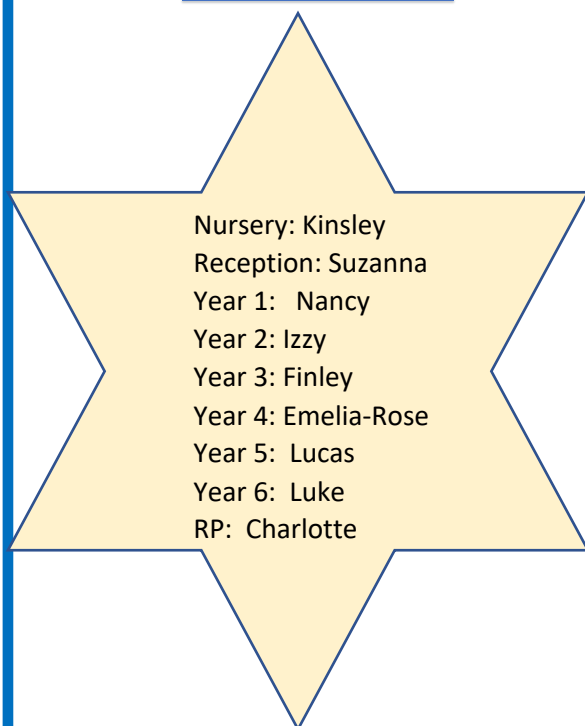 Nursery: Kinsley
Reception: Suzanna
Year 1:   Nancy
Year 2: Izzy
Year 3: Finley
Year 4: Emelia-Rose
Year 5:  Lucas
Year 6:  Luke
RP:  Charlotte